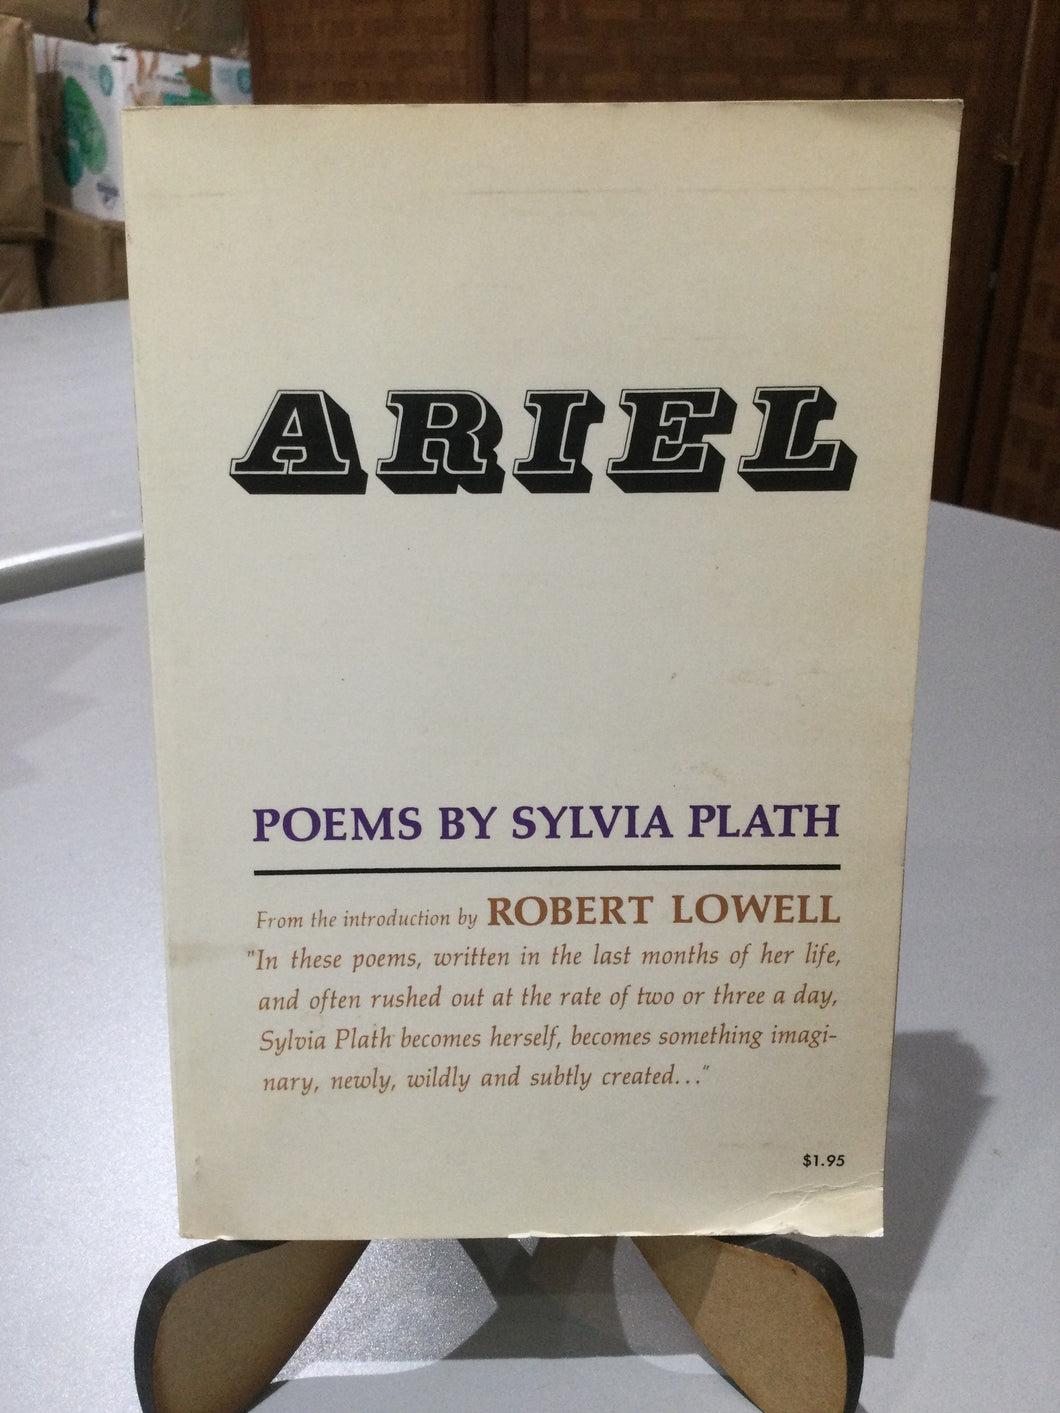 ARIEL
POEMS BY SYLVIA PLATH
From the introduction by ROBERT LOWELL
"In these poems, written in the last months of her life,
and often rushed out at the rate of two or three a day,
Sylvia Plath becomes herself, becomes something imagi-
nary, newly, wildly and subtly created..."
$1.95